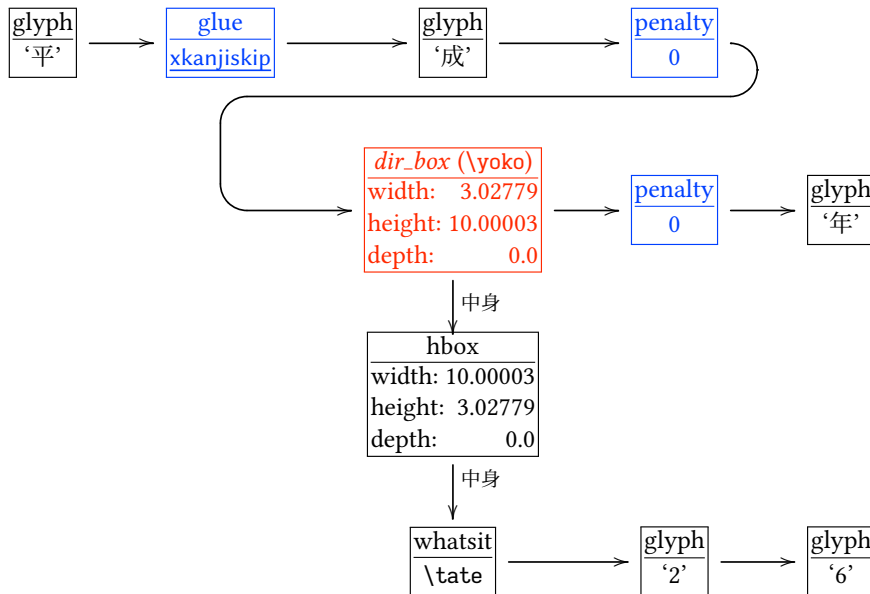 glyph
‘平’
glue
xkanjiskip
glyph
‘成’
penalty
0
dir_box (\yoko)
width: 3.02779
height: 10.00003
depth: 0.0
penalty
0
glyph
‘年’
中身
hbox
width: 10.00003
height: 3.02779
depth: 0.0
中身
whatsit
\tate
glyph
‘2’
glyph
‘6’